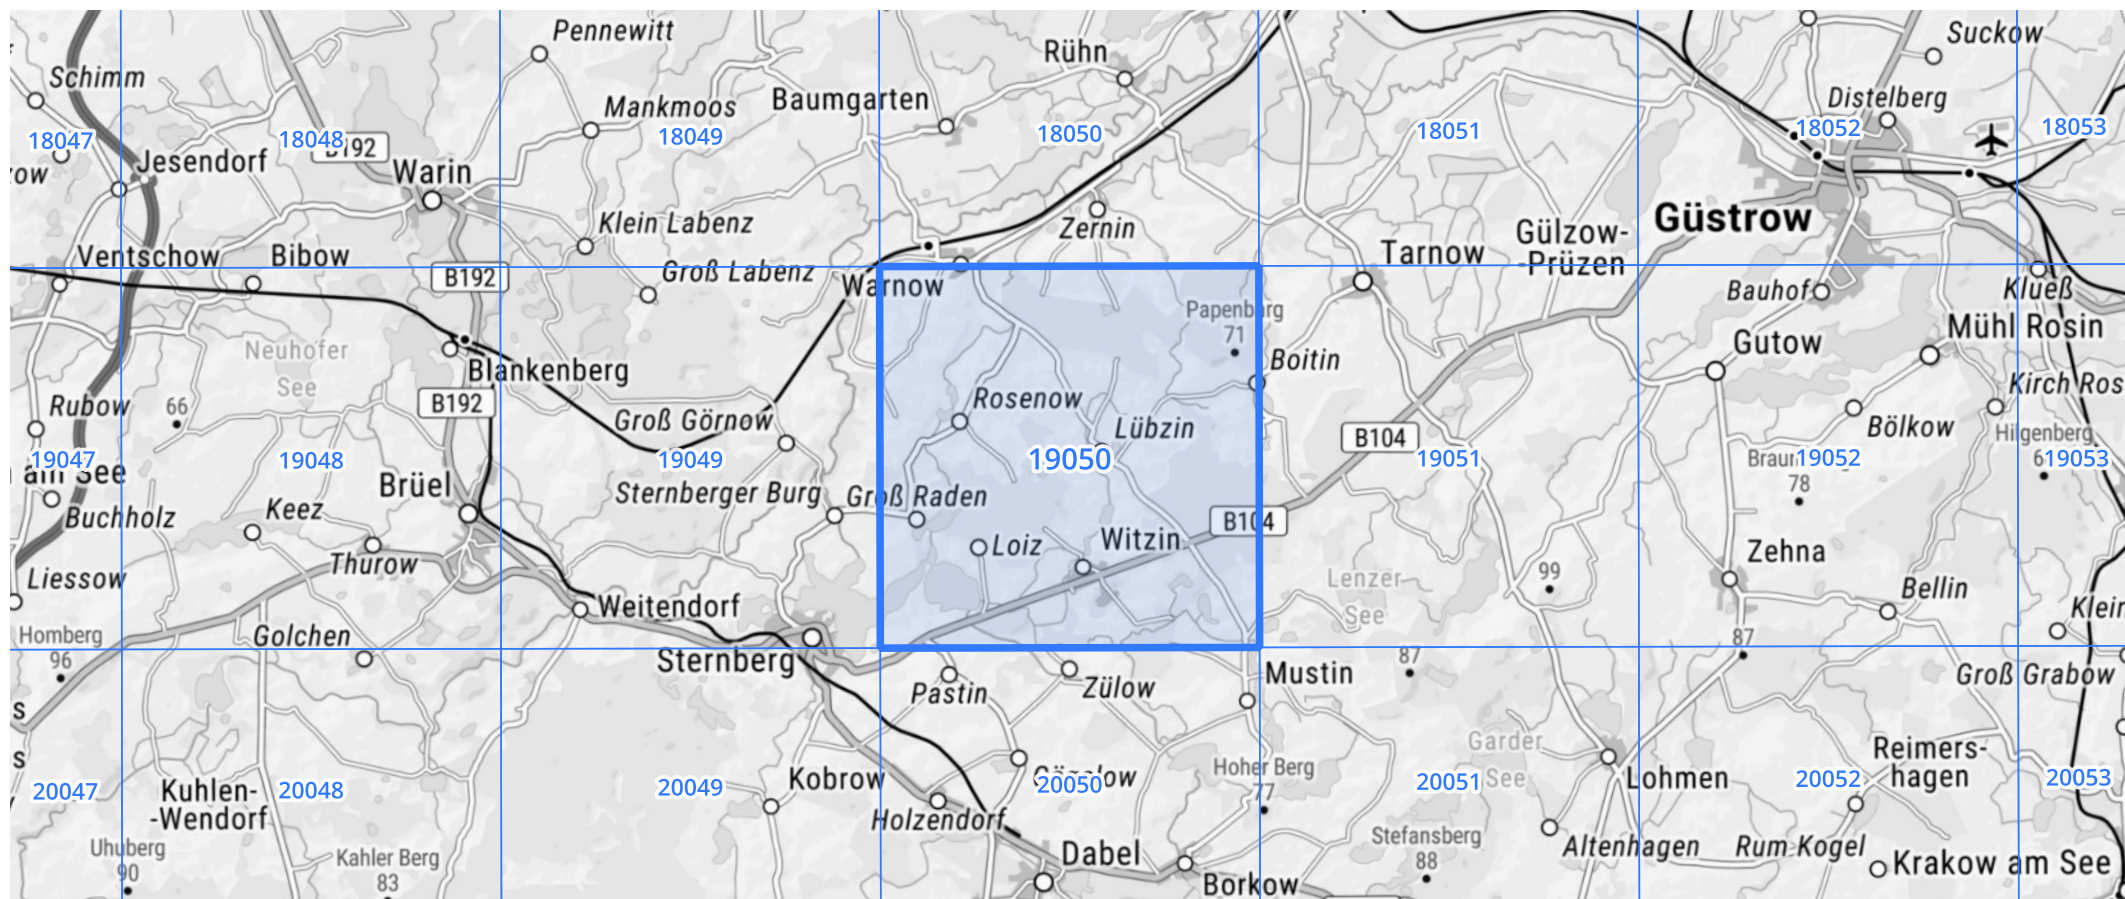 Pennewitt
Rühn
Suckow
Schimm
Mankmoos
Baumgarten
Distelberg
18047
18048
18049
18050
18051
18052
18053
B192
Jesendorf
Warin
Klein Labenz
Zernin
Güstrow
Gülzow-
-Prüzen
Ventschow
Bibow
B192
Groß Labenz
Warnow
Tarnow
Bauhof
Klueß
Papenburg
71
Mühl Rosin
Neuhofer
See
Blankenberg
Boitin
Gutow
Kirch Ros
Rubow
66
B192
Groß Görnow
Rosenow
Lübzin
B104
Bölkow
Hilgenberg
19047
19048
19049
19050
19051
19052
19053
am See
78
Brüel
Sternberger Burg
Groß Raden
Buchholz
Keez
B104
Loiz
Witzin
Thurow
Zehna
Liessow
Lenzer
See
99
Bellin
Weitendorf
Klein
Homberg
96
Golchen
Sternberg
87
87
Mustin
Groß Grabow
Pastin
Zülow
s
s
Garder
See
Reimers-
hagen
Hoher Berg
77
Kobrow
Lohmen
20047
20048
20049
20050
20051
20052
20053
Kuhlen-
-Wendorf
Holzendorf
Uhuberg
90
Kahler Berg
83
Dabel
Stefansberg
88
Altenhagen
Rum Kogel
Krakow am See
Borkow